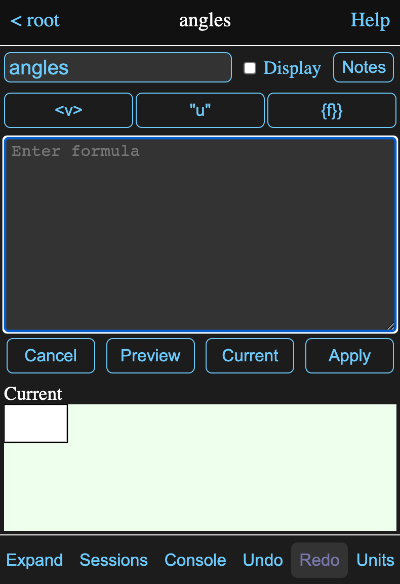 < root angles Help
angles Display Notes
<v> "u" {f}}
Enter formula
Cancel Preview Current Apply
Current
Expand Sessions Console Undo Redo Units